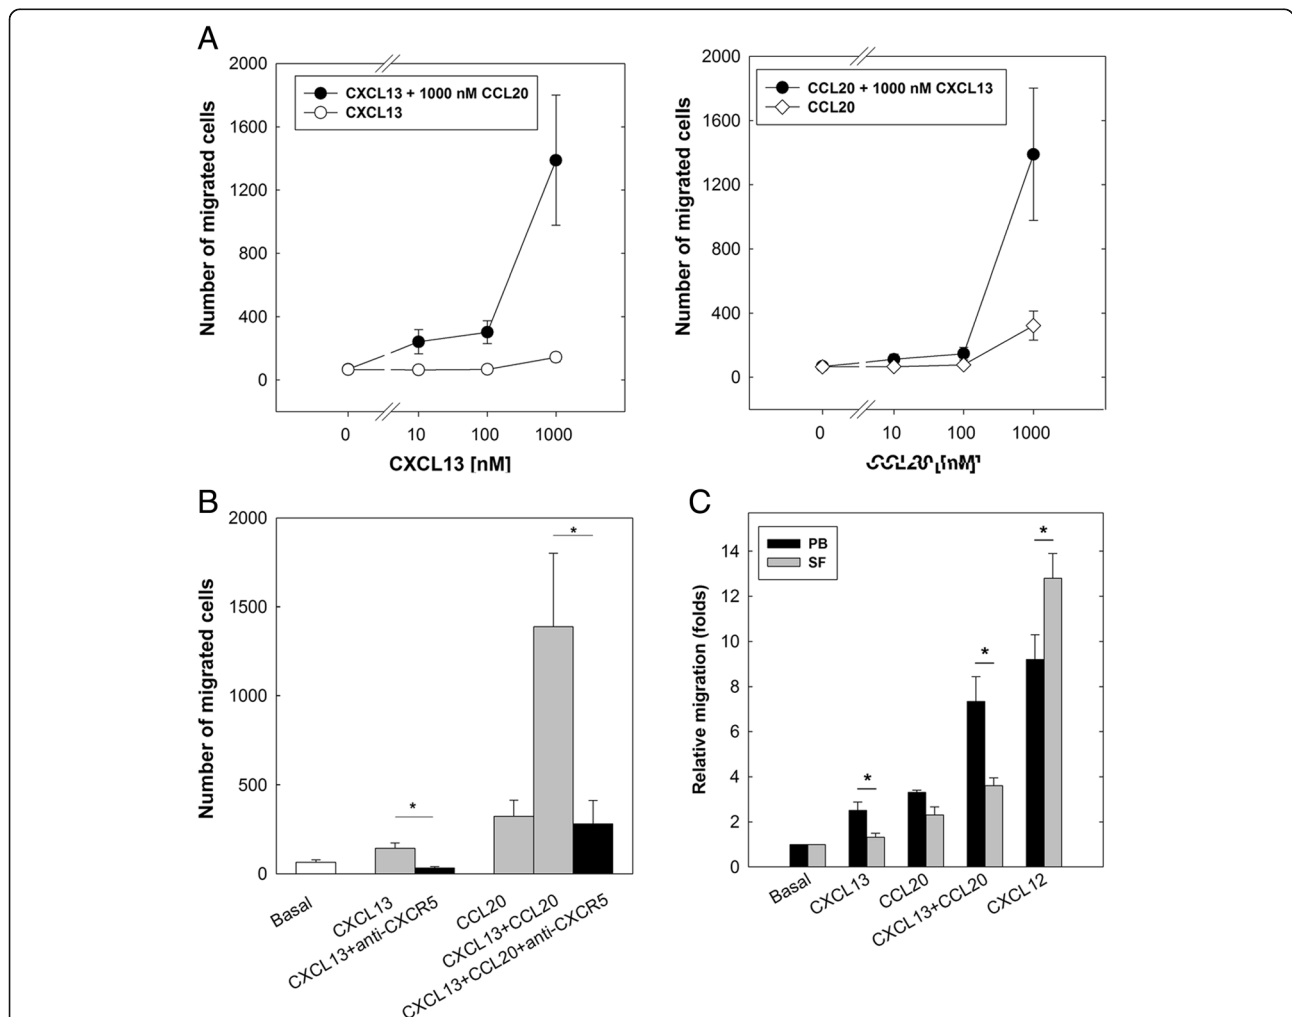 A
2000
1600
1200
800
400
0
Number of migrated cells
CXCL13 + 1000 nM CCL20
CXCL13
0 10 100 1000
CXCL13 [nM]
2000
1600
1200
800
400
0
Number of migrated cells
CCL20 + 1000 nM CXCL13
CCL20
0 10 100 1000
CCL20 [nM]
B
2000
1500
1000
500
0
Number of migrated cells
*
*
Basal
CXCL13
CXCL13+anti-CXCR5
CCL20
CXCL13+CCL20
CXCL13+CCL20+anti-CXCR5
C
14
12
10
8
6
4
2
0
Relative migration (folds)
PB
SF
*
*
*
Basal
CXCL13
CCL20
CXCL13+CCL20
CXCL12